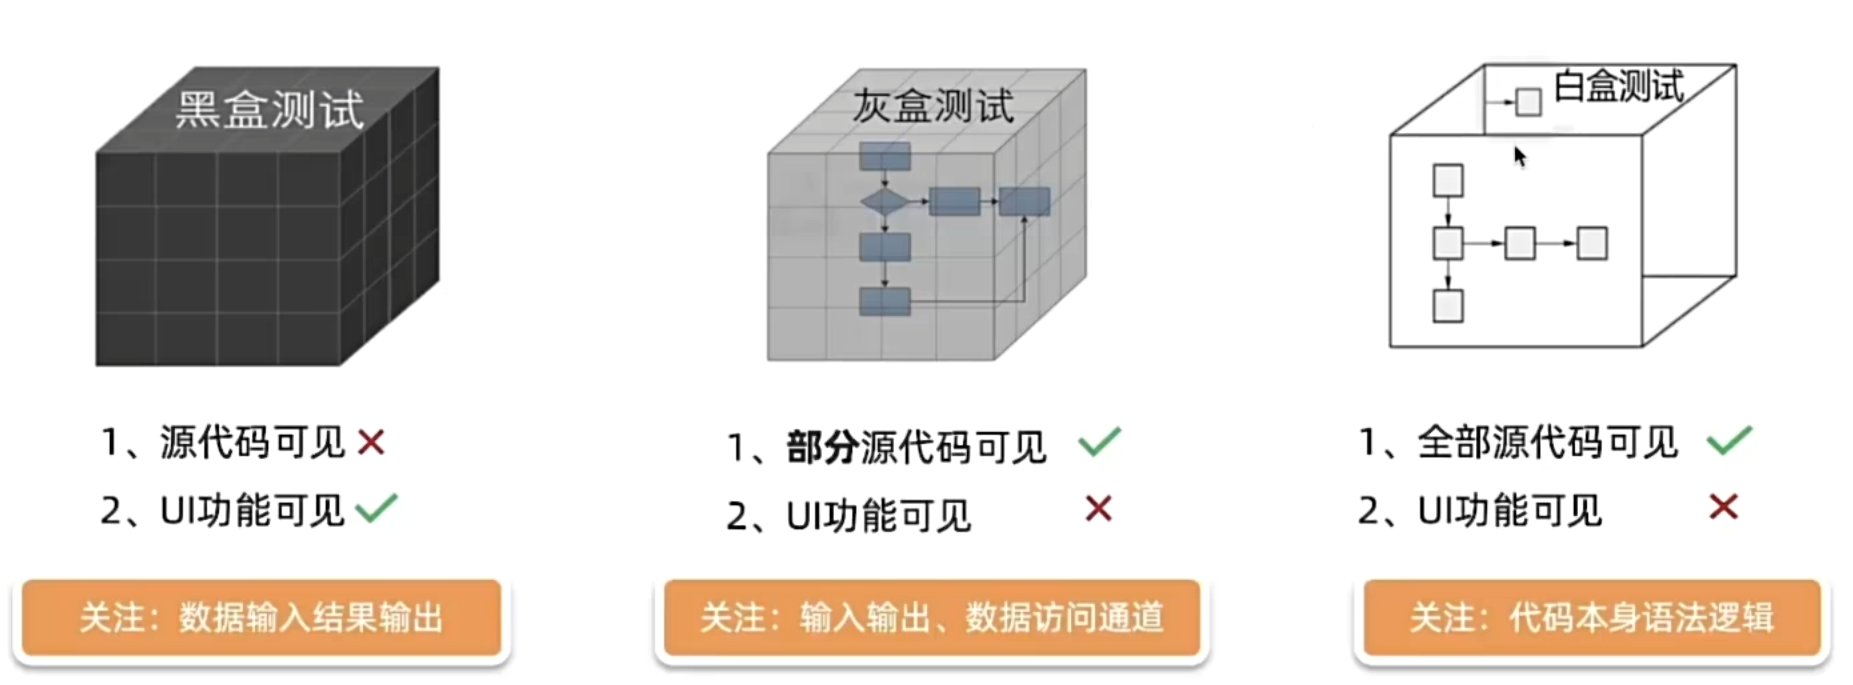 黑盒测试
1、源代码可见
2、UI功能可见
关注：数据输入结果输出
灰盒测试
1、部分源代码可见
2、UI功能可见
关注：输入输出、数据访问通道
白盒测试
1、全部源代码可见
2、UI功能可见
关注：代码本身语法逻辑